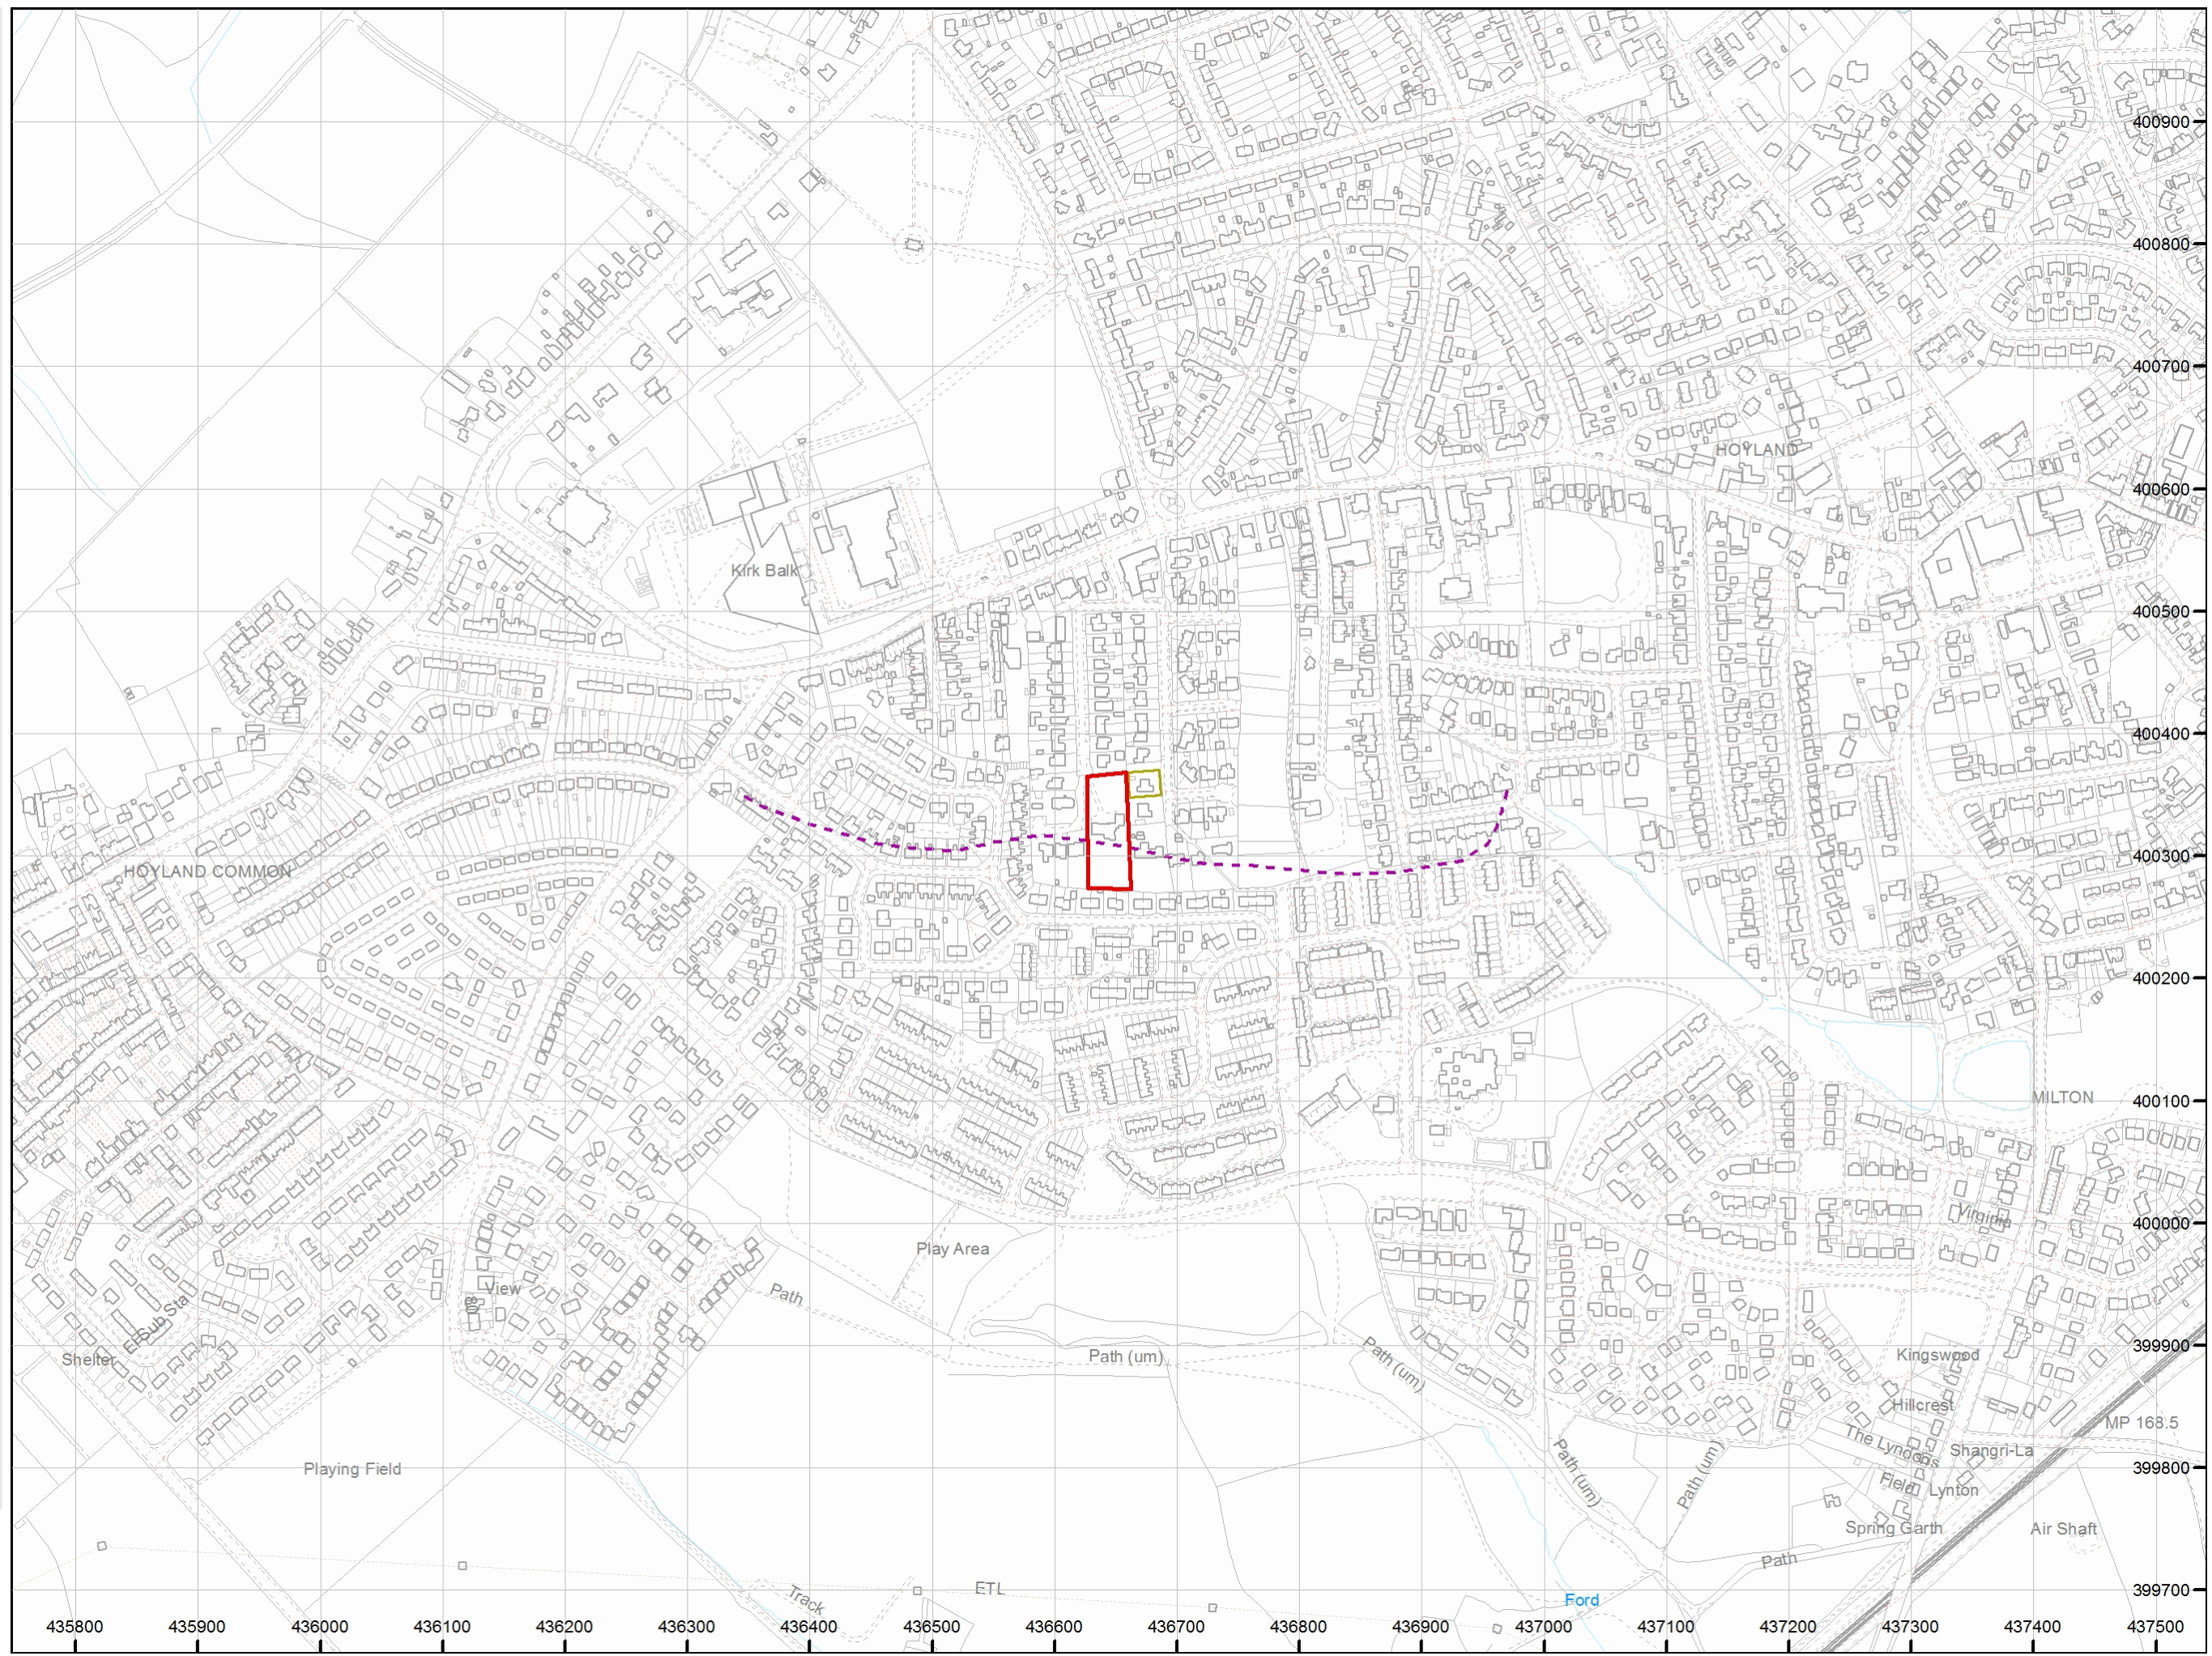 400900
400800
400700
HOYLAND
400600
Kirk Balk
400500
400400
400300
HOYLAND COMMON
400200
MILTON
400100
Virginia
400000
Play Area
View
Path
El Sub Sta
Shelter
Path (um)
Path (um)
Kingswood
399900
Hillcrest
MP 168.5
The Lyndons
Shangri-La
Playing Field
Path (um)
Path (um)
399800
Field
Lynton
Spring Garth
Air Shaft
Path
ETL
Track
Ford
399700
435800 435900 436000 436100 436200 436300 436400 436500 436600 436700 436800 436900 437000 437100 437200 437300 437400 437500